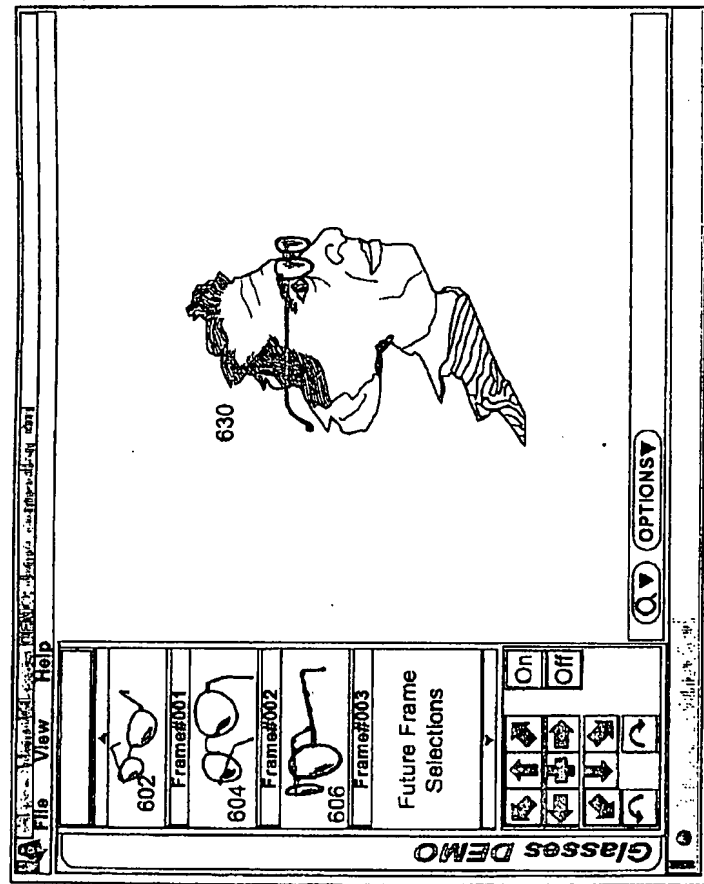 File View Help
Glasses DEMO
602
Frame#001
604
Frame#002
606
Frame#003
Future Frame
Selections
On
Off
630
OPTIONS